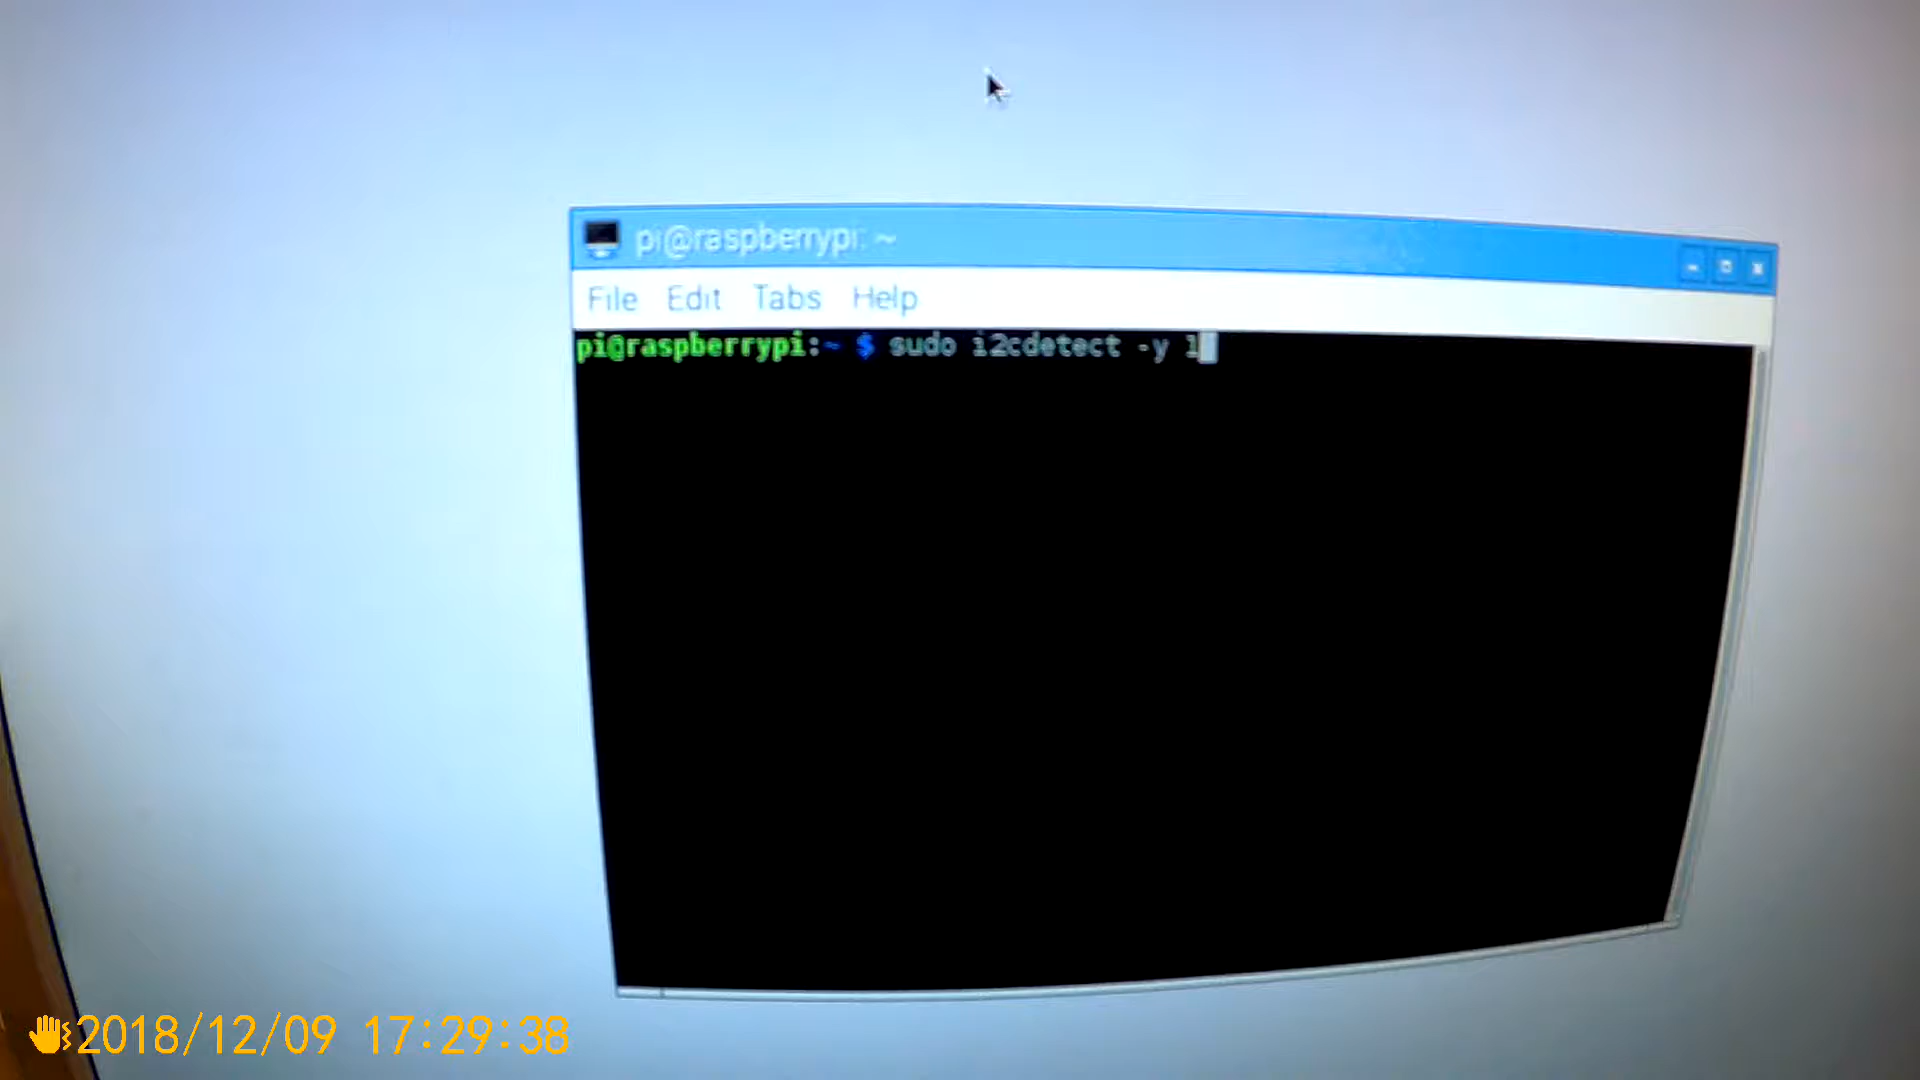 pi@raspberrypi: ~
File Edit Tabs Help
pi@raspberrypi:~ $ sudo i2cdetect -y 1
2018/12/09 17:29:38